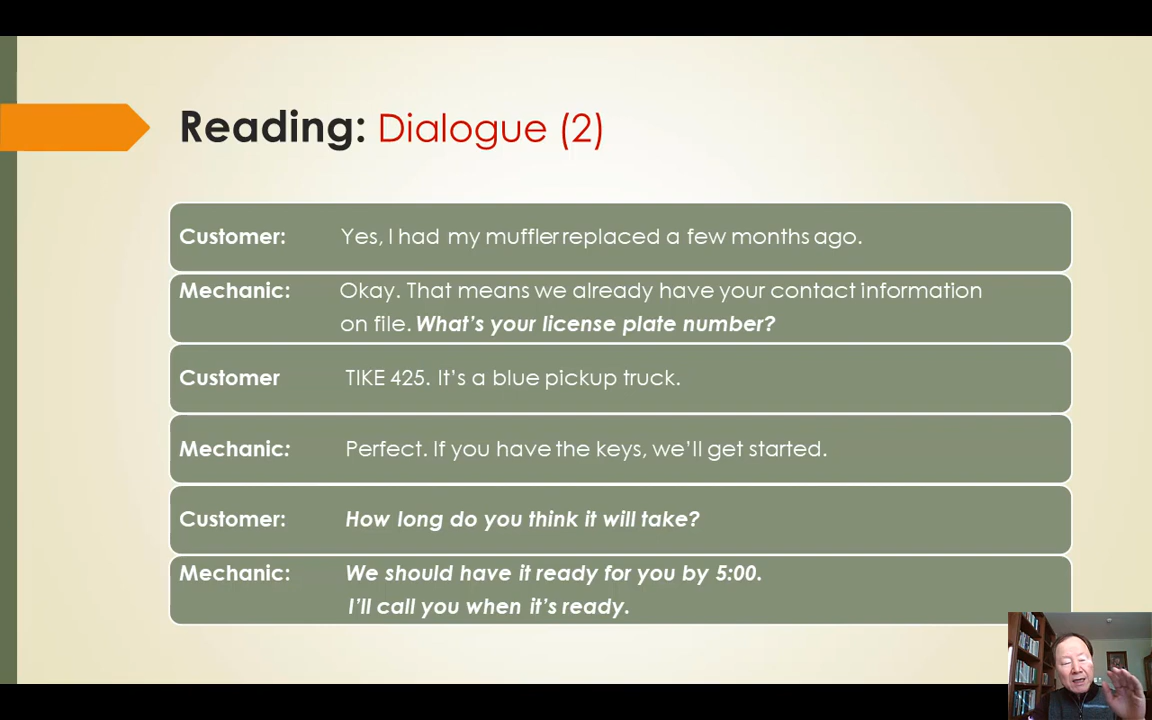 Reading: Dialogue (2)
Customer: Yes, I had my muffler replaced a few months ago.
Mechanic: Okay. That means we already have your contact information
on file. What's your license plate number?
Customer TIKE 425. It's a blue pickup truck.
Mechanic: Perfect. If you have the keys, we'll get started.
Customer: How long do you think it will take?
Mechanic: We should have it ready for you by 5:00.
I'll call you when it's ready.